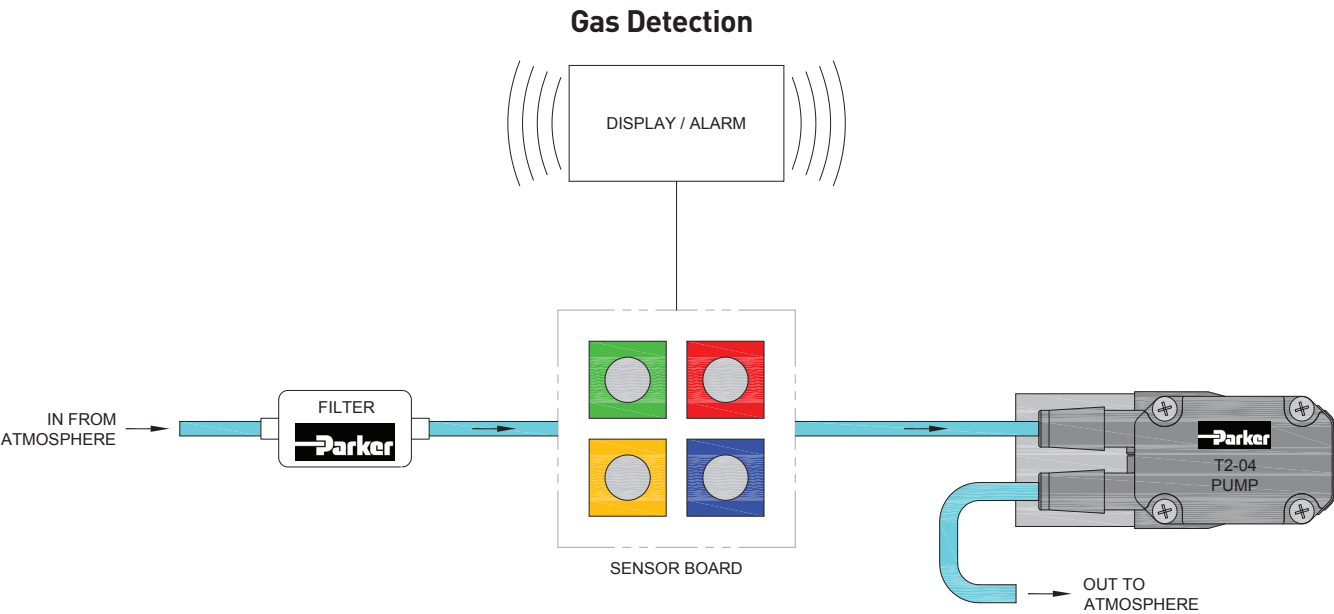 Gas Detection
DISPLAY / ALARM
IN FROM
ATMOSPHERE
FILTER
Parker
Parker
T2-04
PUMP
SENSOR BOARD
OUT TO
ATMOSPHERE